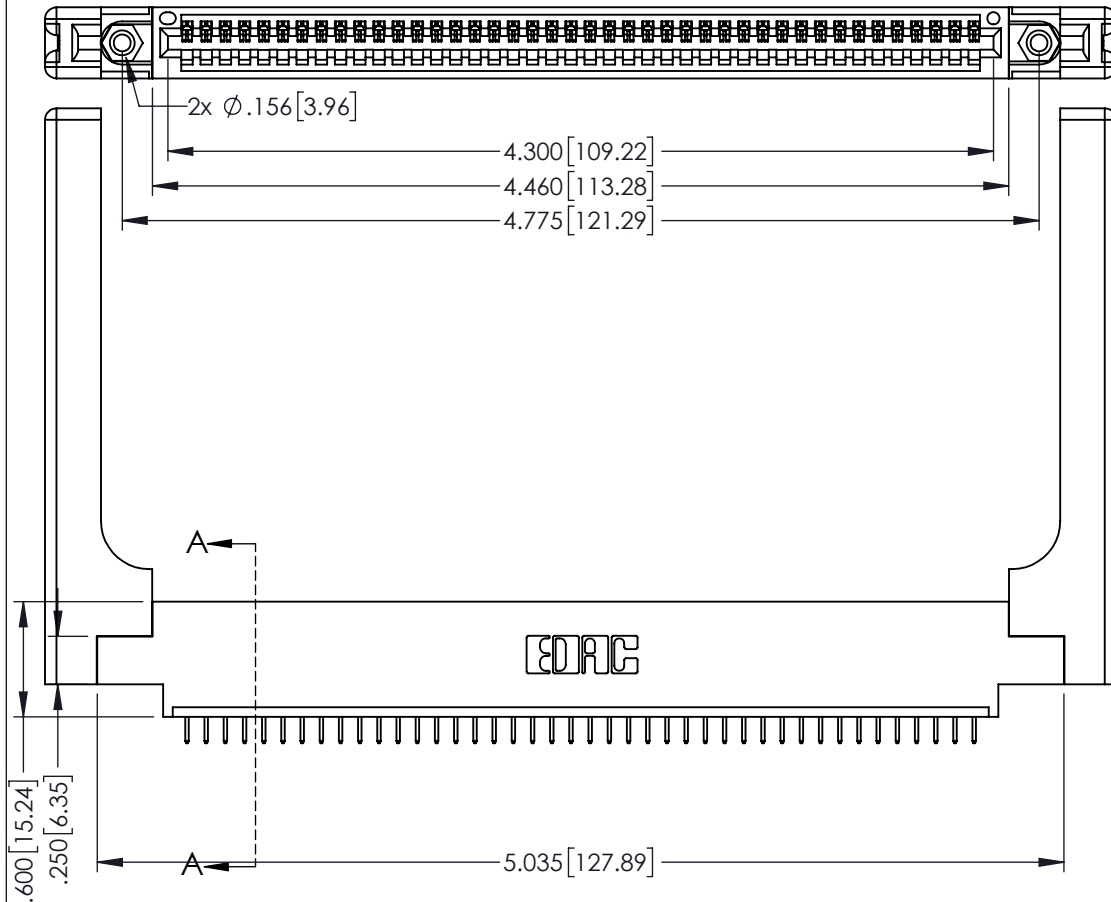 2x ∅.156[3.96]
4.300[109.22]
4.460[113.28]
4.775[121.29]
A
EDAC
.600[15.24]
.250[6.35]
A
5.035[127.89]